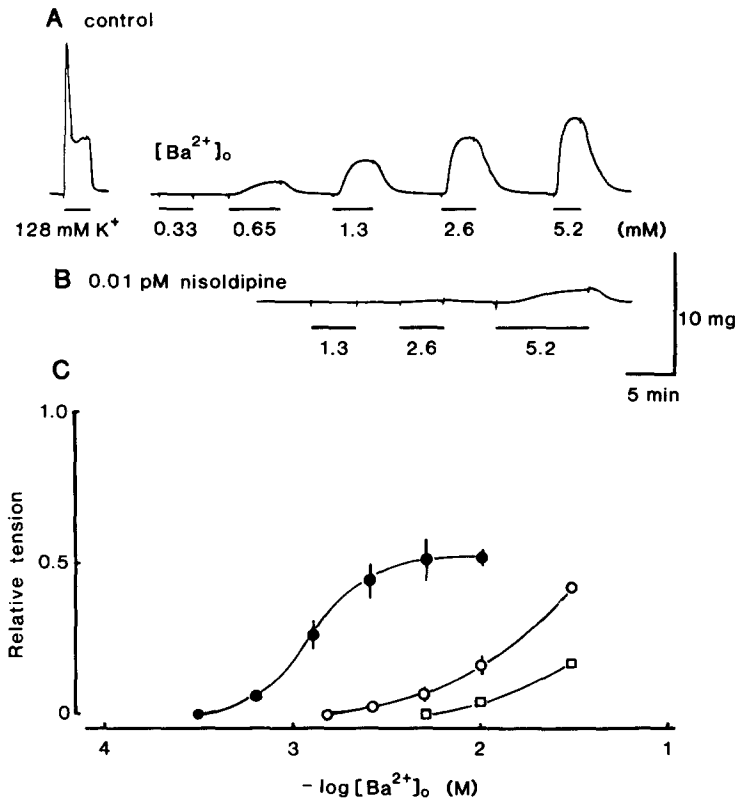 A control
[Ba²⁺]ₒ
128 mM K⁺ 0.33 0.65 1.3 2.6 5.2 (mM)
B 0.01 pM nisoldipine
1.3 2.6 5.2
10 mg
5 min
C
1.0
0.5
0
Relative tension
4 3 2 1
− log [Ba²⁺]ₒ (M)